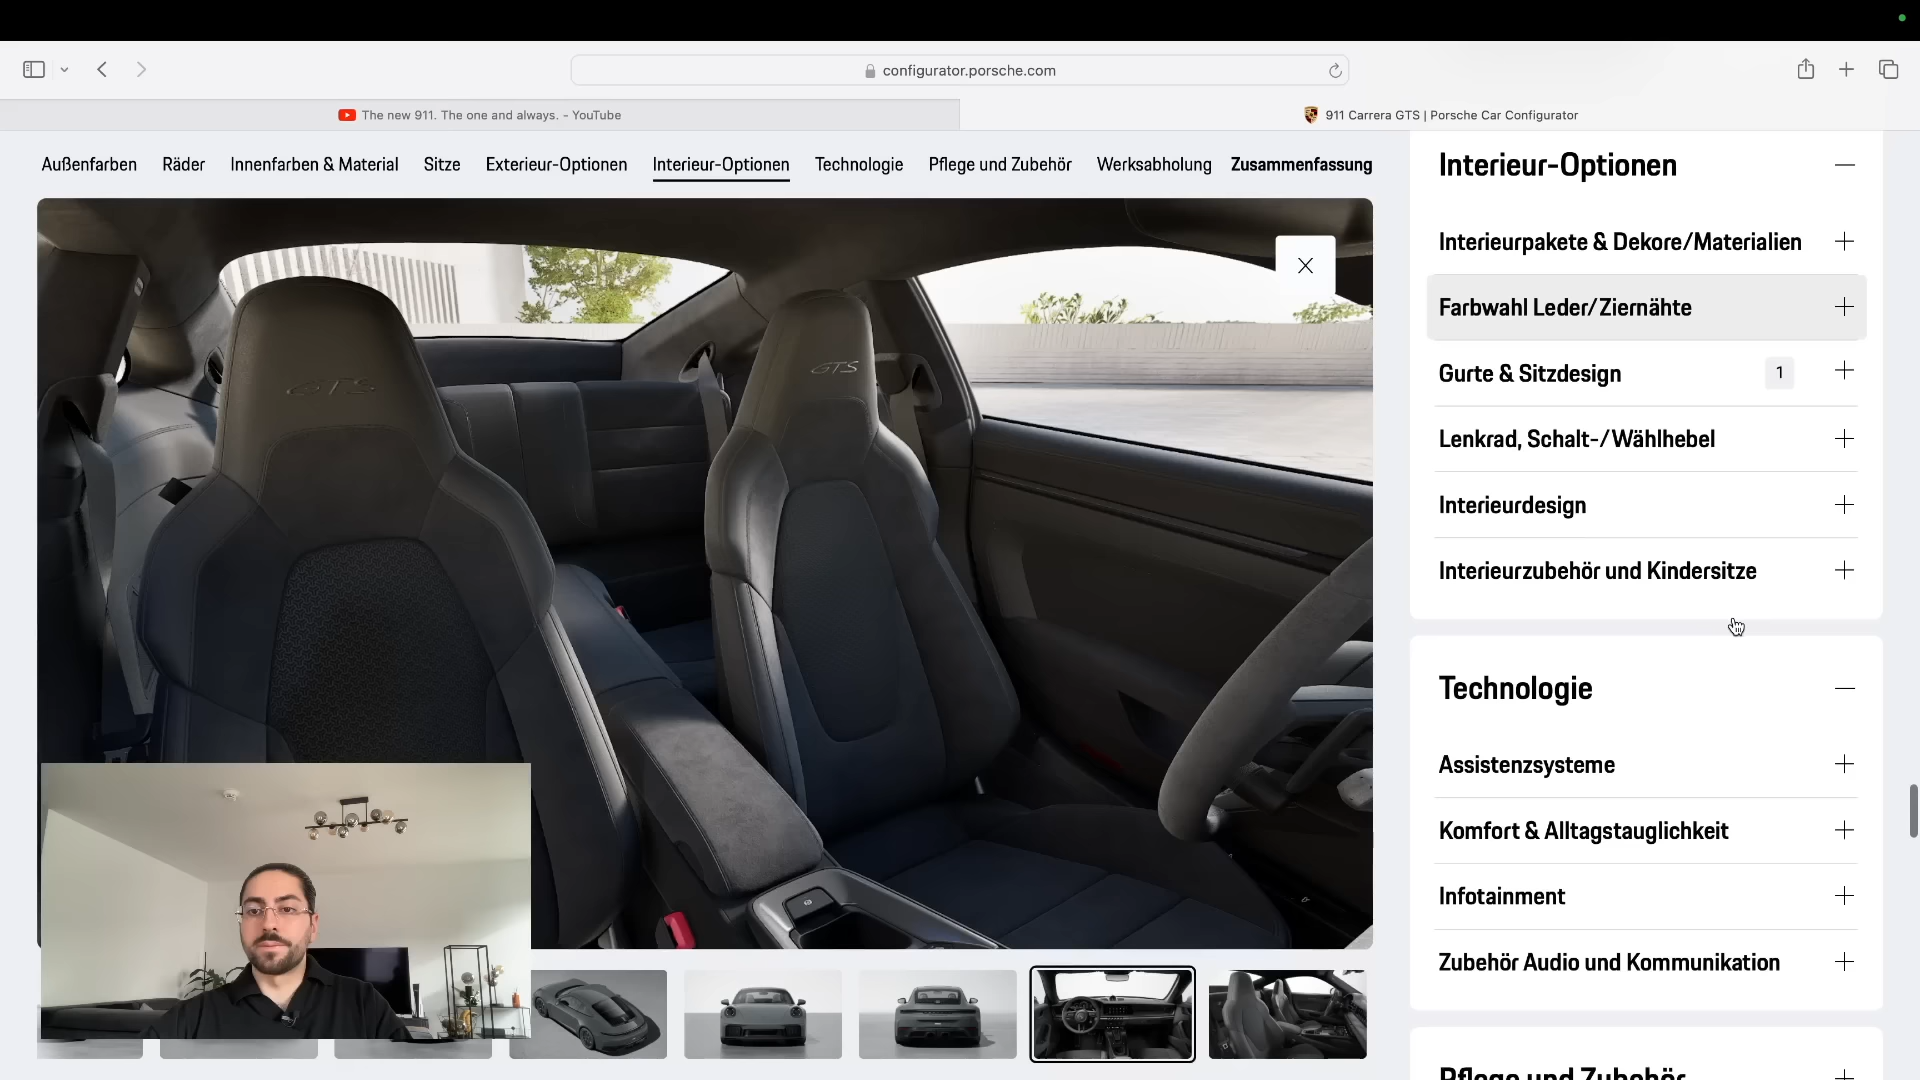 configurator.porsche.com
The new 911. The one and always. - YouTube
911 Carrera GTS | Porsche Car Configurator
Außenfarben Räder Innenfarben & Material Sitze Exterieur-Optionen Interieur-Optionen Technologie Pflege und Zubehör Werksabholung Zusammenfassung
GTS
GTS
Interieur-Optionen
Interieurpakete & Dekore/Materialien
Farbwahl Leder/Ziernähte
Gurte & Sitzdesign 1
Lenkrad, Schalt-/Wählhebel
Interieurdesign
Interieurzubehör und Kindersitze
Technologie
Assistenzsysteme
Komfort & Alltagstauglichkeit
Infotainment
Zubehör Audio und Kommunikation
Pflege und Zubehör